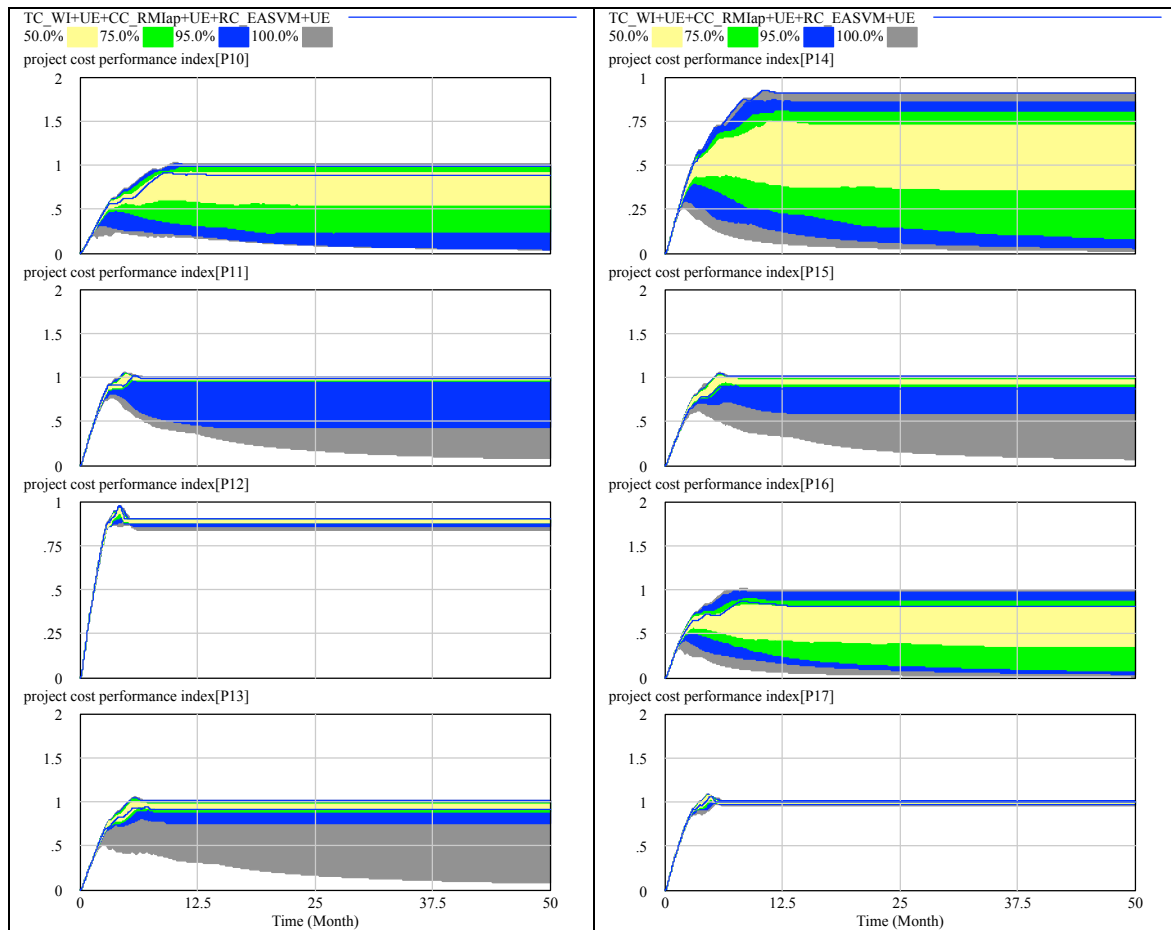 TC_WI+UE+CC_RMIap+UE+RC_EASVM+UE
50.0% 75.0% 95.0% 100.0%
project cost performance index[P10]
2
1.5
1
.5
0
project cost performance index[P11]
2
1.5
1
.5
0
project cost performance index[P12]
1
.75
.5
.25
0
project cost performance index[P13]
2
1.5
1
.5
0
0 12.5 25 37.5 50
Time (Month)
TC_WI+UE+CC_RMIap+UE+RC_EASVM+UE
50.0% 75.0% 95.0% 100.0%
project cost performance index[P14]
1
.75
.5
.25
0
project cost performance index[P15]
2
1.5
1
.5
0
project cost performance index[P16]
2
1.5
1
.5
0
project cost performance index[P17]
2
1.5
1
.5
0
0 12.5 25 37.5 50
Time (Month)